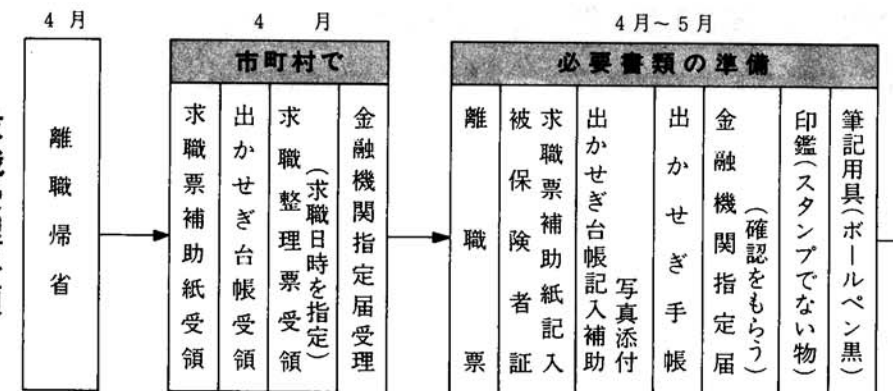 4 月
離職帰省
4 月
市町村で
求職票補助紙受領
出かせぎ台帳受領
求職整理票受領
(求職日時を指定)
金融機関指定届受理
4月～5月
必要書類の準備
離職票
被保険者証
求職票補助紙記入
出かせぎ台帳記入補助
写真添付
出かせぎ手帳
金融機関指定届
(確認をもらう)
印鑑(スタンプでない物)
筆記用具(ボールペン黒)